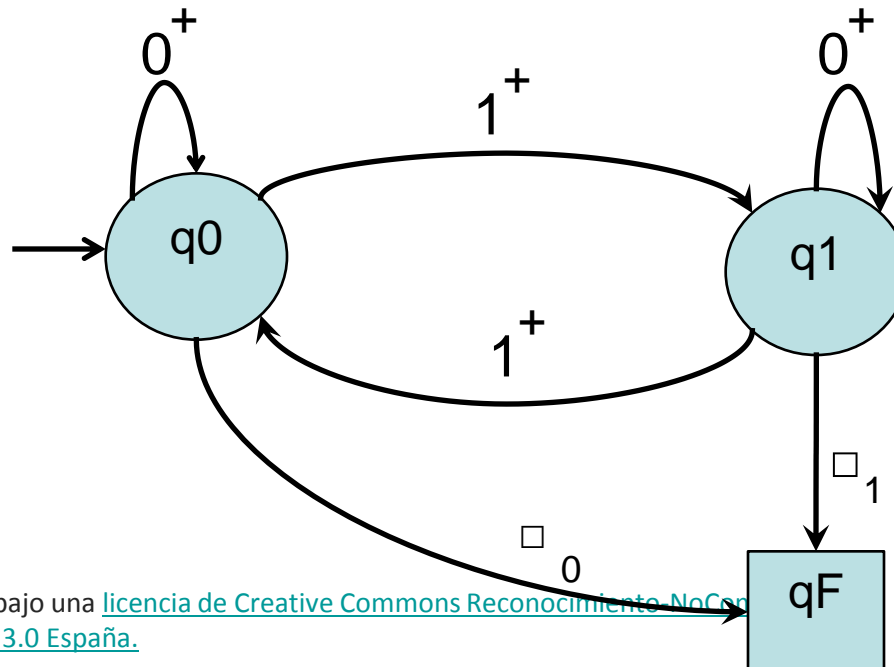 0+
0+
1+
q0
q1
1+
□1
□0
qF
bajo una licencia de Creative Commons Reconocimiento-NoCom
3.0 España.